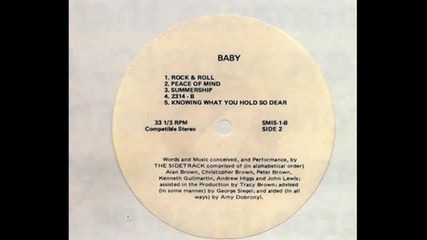 BABY
1. ROCK & ROLL
2. PEACE OF MIND
3. SUMMERSHIP
4. 2314 - B
5. KNOWING WHAT YOU HOLD SO DEAR
33 1/3 RPM SMIS-1-B
Compatible Stereo SIDE 2
Words and Music conceived, and Performance, by
THE SIDETRACK comprised of (in alphabetical order)
Alan Brown, Christopher Brown, Peter Brown,
Kenneth Guilmartin, Andrew Higgs and John Lewis;
assisted in the Production by Tracy Brown; advised
(in some manner) by George Siegel; and aided (in all
ways) by Amy Dobronyi.